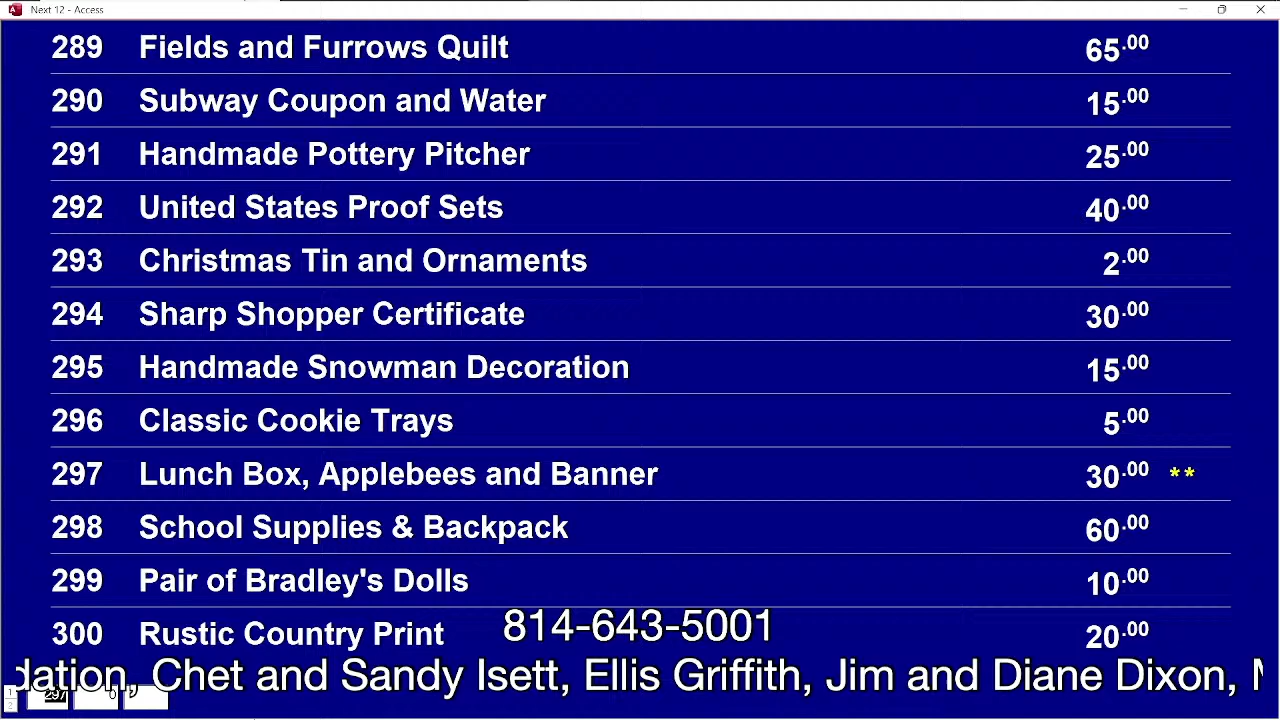 Next 12 - Access
289 Fields and Furrows Quilt 65.00
290 Subway Coupon and Water 15.00
291 Handmade Pottery Pitcher 25.00
292 United States Proof Sets 40.00
293 Christmas Tin and Ornaments 2.00
294 Sharp Shopper Certificate 30.00
295 Handmade Snowman Decoration 15.00
296 Classic Cookie Trays 5.00
297 Lunch Box, Applebees and Banner 30.00 **
298 School Supplies & Backpack 60.00
299 Pair of Bradley's Dolls 10.00
300 Rustic Country Print 20.00
814-643-5001
dation, Chet and Sandy Isett, Ellis Griffith, Jim and Diane Dixon,
297